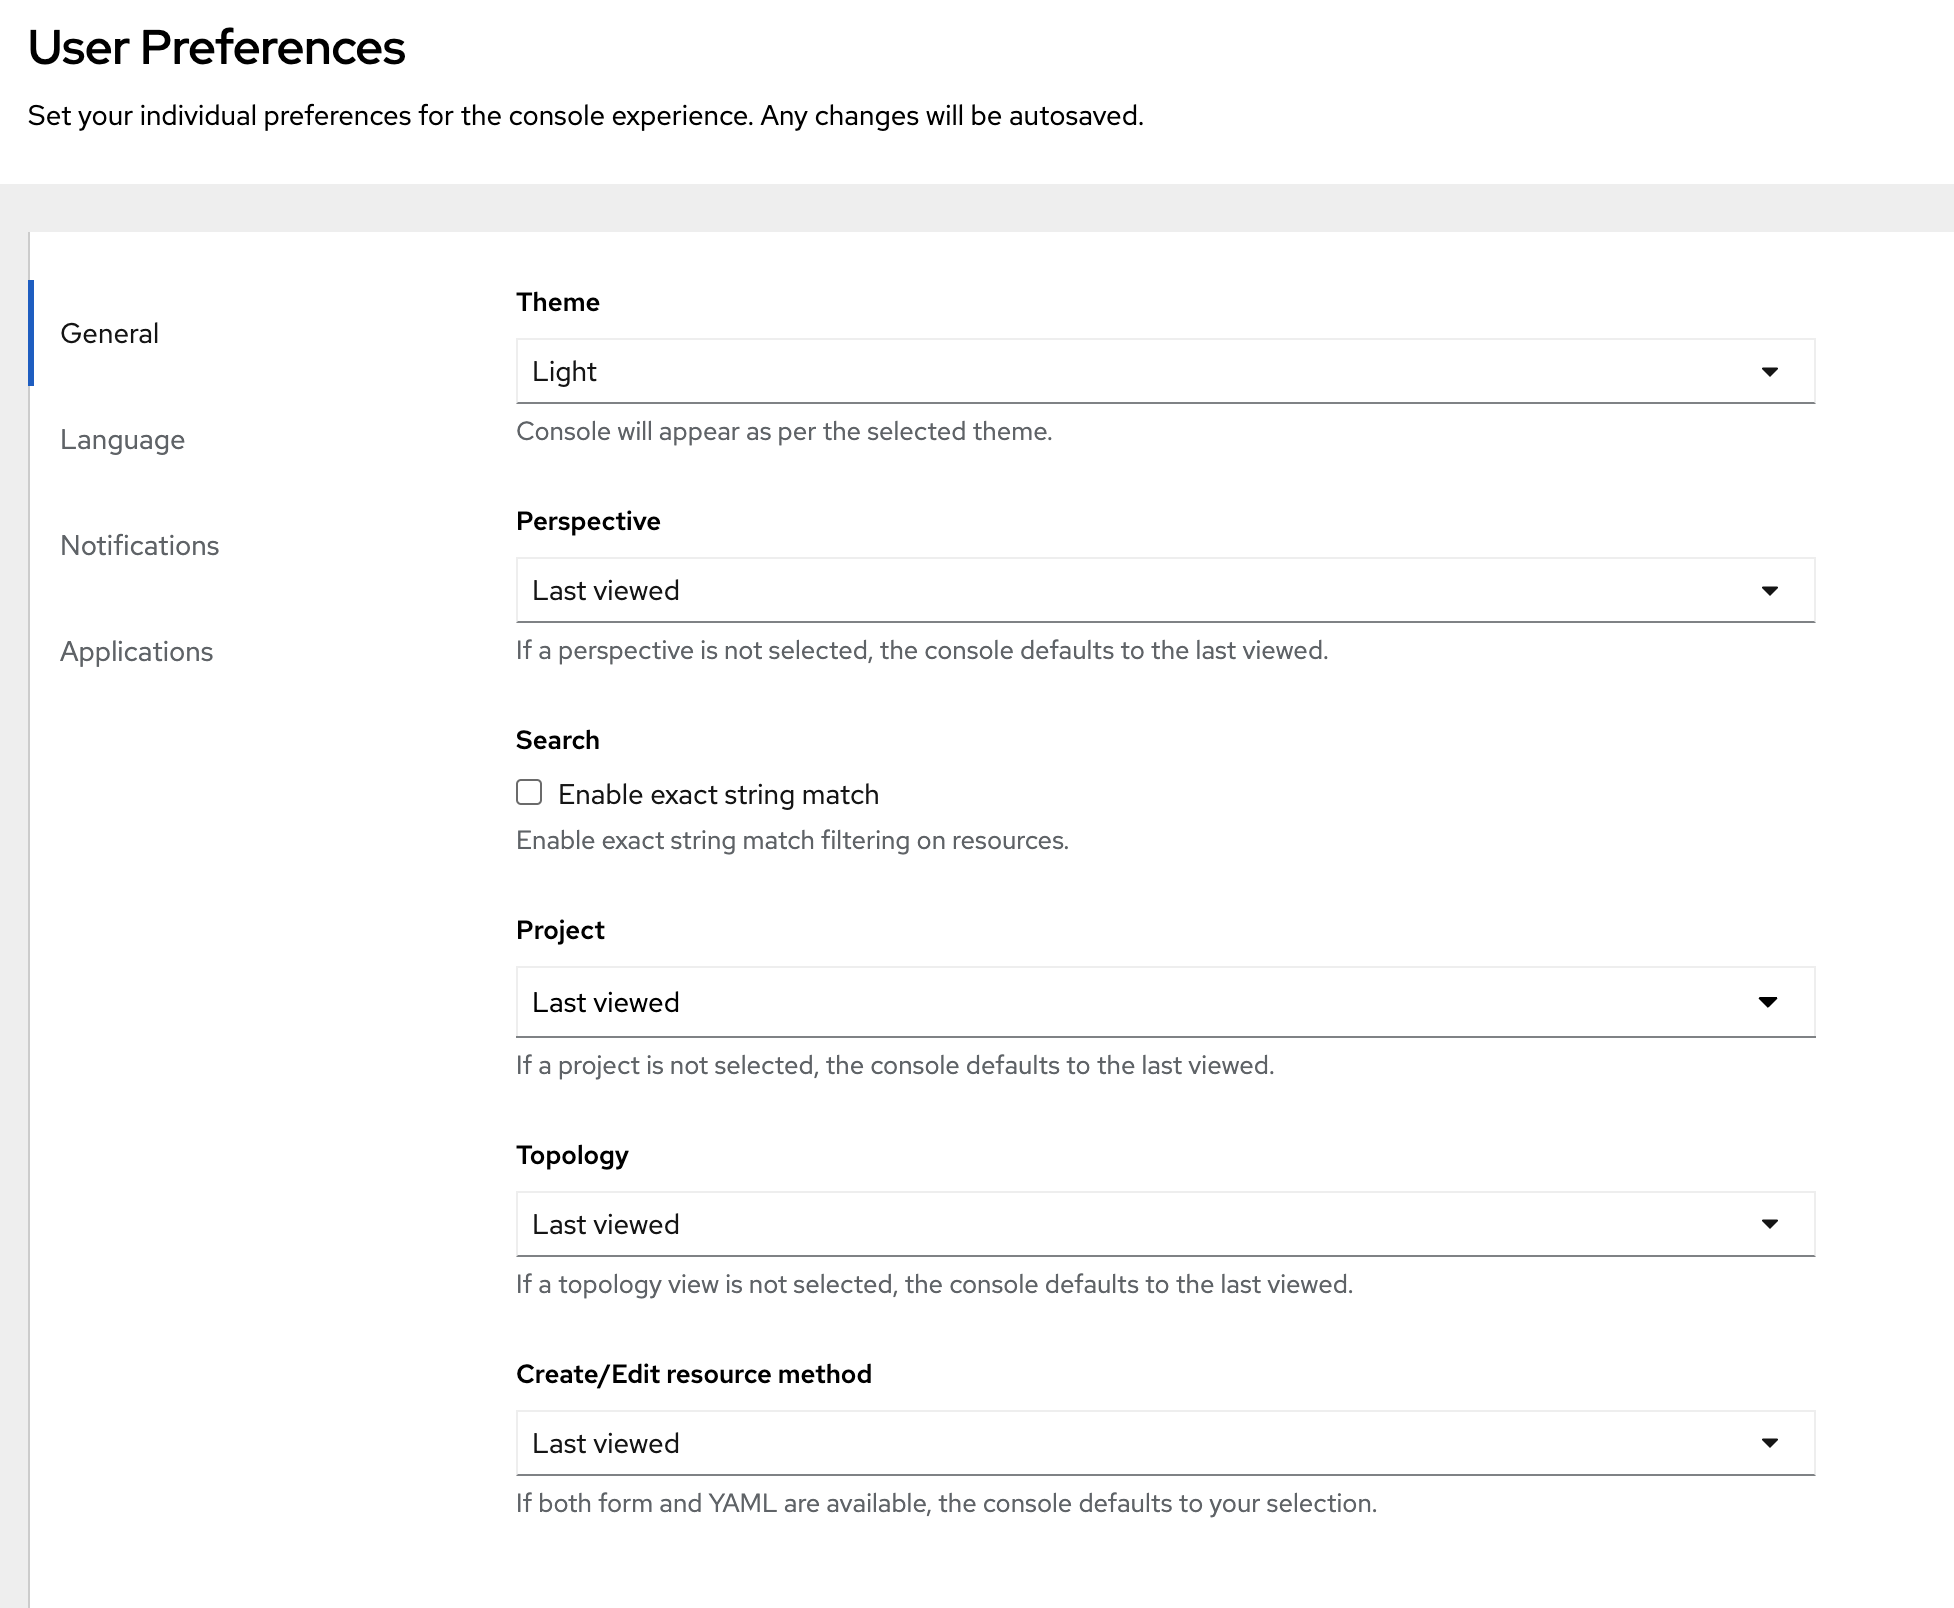 User Preferences
Set your individual preferences for the console experience. Any changes will be autosaved.
General
Language
Notifications
Applications
Theme
Light
Console will appear as per the selected theme.
Perspective
Last viewed
If a perspective is not selected, the console defaults to the last viewed.
Search
Enable exact string match
Enable exact string match filtering on resources.
Project
Last viewed
If a project is not selected, the console defaults to the last viewed.
Topology
Last viewed
If a topology view is not selected, the console defaults to the last viewed.
Create/Edit resource method
Last viewed
If both form and YAML are available, the console defaults to your selection.